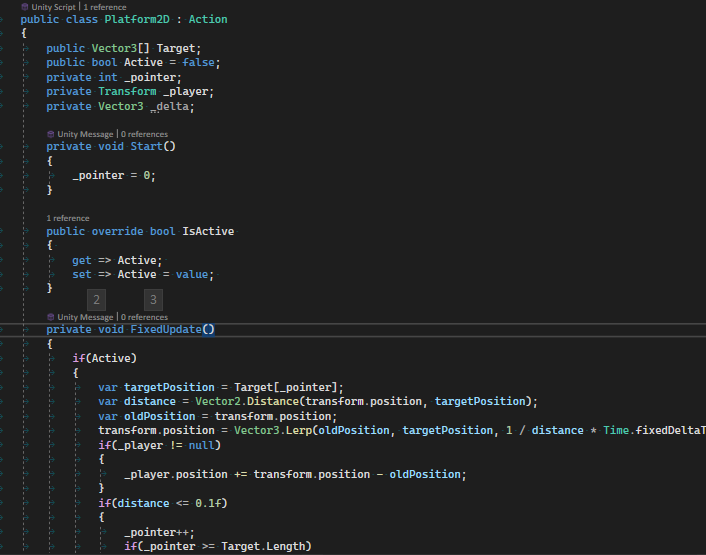 Unity Script | 1 reference
public class Platform2D : Action
{
public Vector3[] Target;
public bool Active = false;
private int _pointer;
private Transform _player;
private Vector3 _delta;
Unity Message | 0 references
private void Start()
{
_pointer = 0;
}
1 reference
public override bool IsActive
{
get => Active;
set => Active = value;
}
2 3
Unity Message | 0 references
private void FixedUpdate()
{
if(Active)
{
var targetPosition = Target[_pointer];
var distance = Vector2.Distance(transform.position, targetPosition);
var oldPosition = transform.position;
transform.position = Vector3.Lerp(oldPosition, targetPosition, 1 / distance * Time.fixedDeltaT
if(_player != null)
{
_player.position += transform.position - oldPosition;
}
if(distance <= 0.1f)
{
_pointer++;
if(_pointer >= Target.Length)